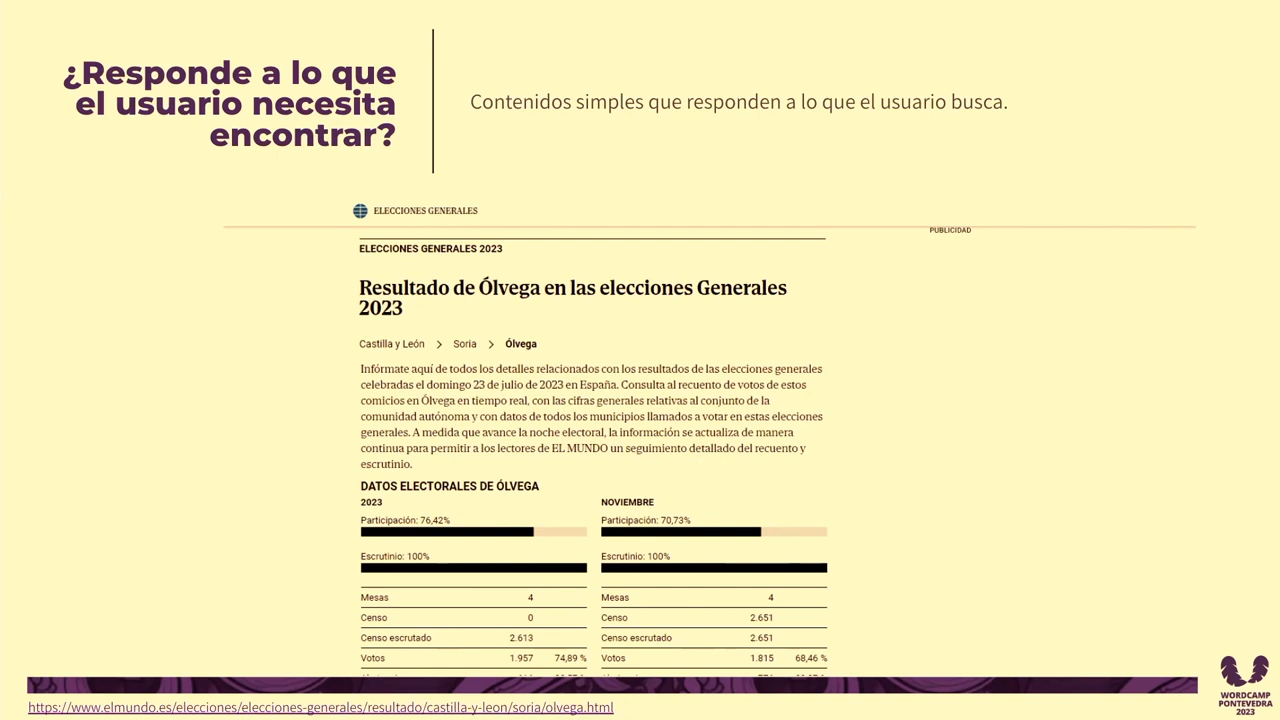 ¿Responde a lo que
el usuario necesita
encontrar?
Contenidos simples que responden a lo que el usuario busca.
ELECCIONES GENERALES
PUBLICIDAD
ELECCIONES GENERALES 2023
Resultado de Ólvega en las elecciones Generales
2023
Castilla y León > Soria > Ólvega
Infórmate aquí de todos los detalles relacionados con los resultados de las elecciones generales
celebradas el domingo 23 de julio de 2023 en España. Consulta al recuento de votos de estos
comicios en Ólvega en tiempo real, con las cifras generales relativas al conjunto de la
comunidad autónoma y con datos de todos los municipios llamados a votar en estas elecciones
generales. A medida que avance la noche electoral, la información se actualiza de manera
continua para permitir a los lectores de EL MUNDO un seguimiento detallado del recuento y
escrutinio.
DATOS ELECTORALES DE ÓLVEGA
2023
Participación: 76,42%
Escrutinio: 100%
Mesas 4
Censo 0
Censo escrutado 2.613
Votos 1.957 74,89 %
NOVIEMBRE
Participación: 70,73%
Escrutinio: 100%
Mesas 4
Censo 2.651
Censo escrutado 2.651
Votos 1.815 68,46 %
https://www.elmundo.es/elecciones/elecciones-generales/resultado/castilla-y-leon/soria/olvega.html
WORDCAMP
PONTEVEDRA
2023